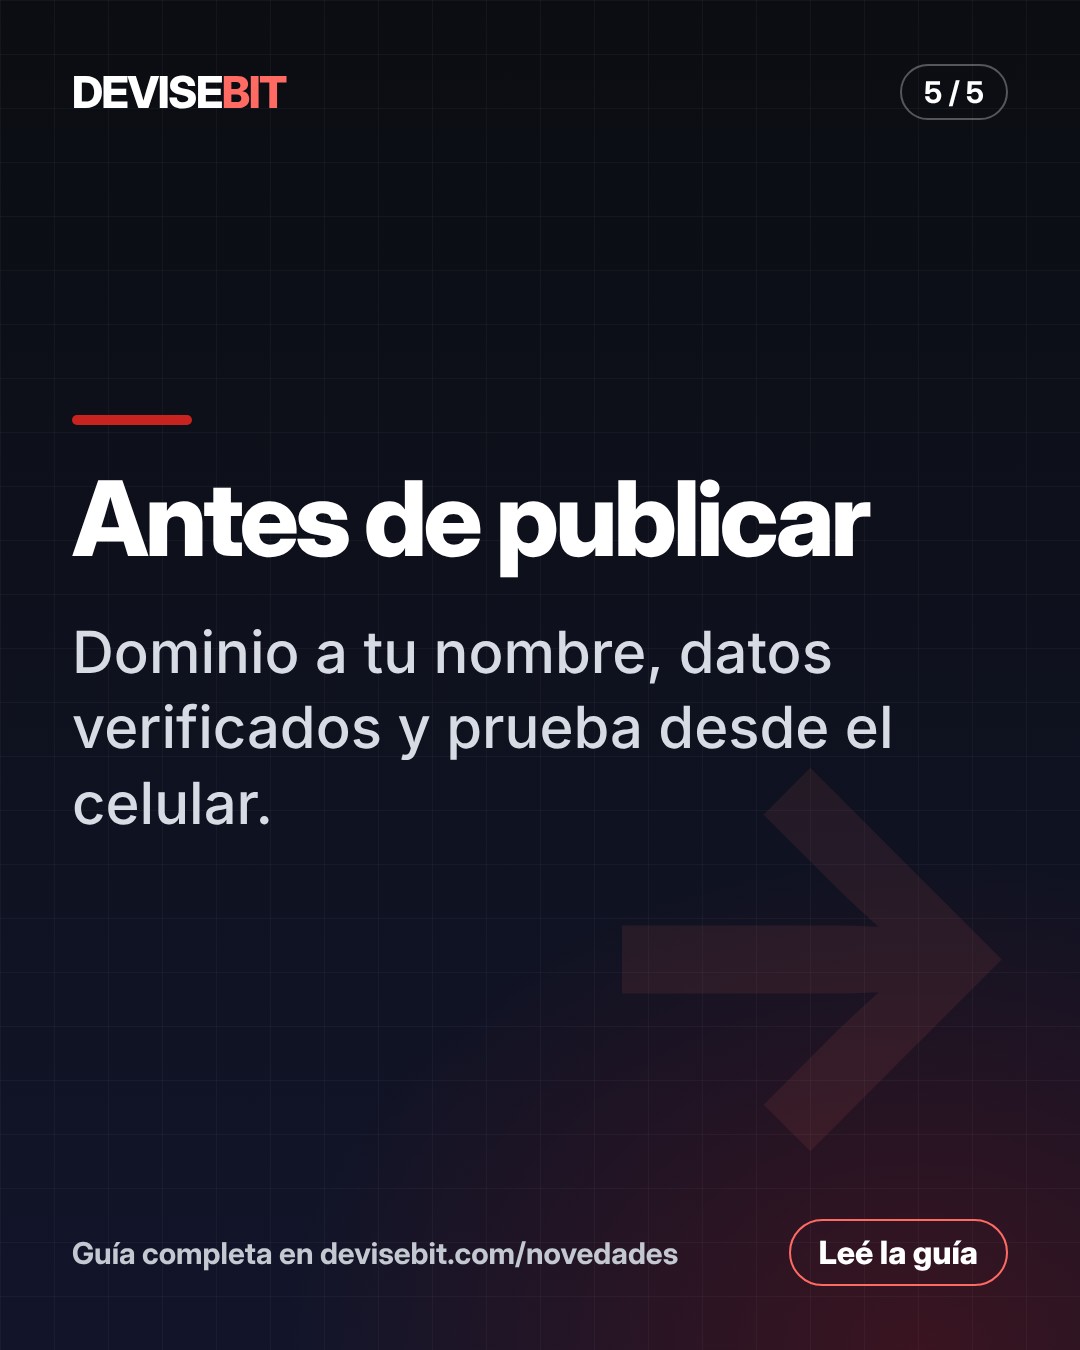 DEVISEBIT
5 / 5
Antes de publicar
Dominio a tu nombre, datos
verificados y prueba desde el
celular.
Guía completa en devisebit.com/novedades
Leé la guía